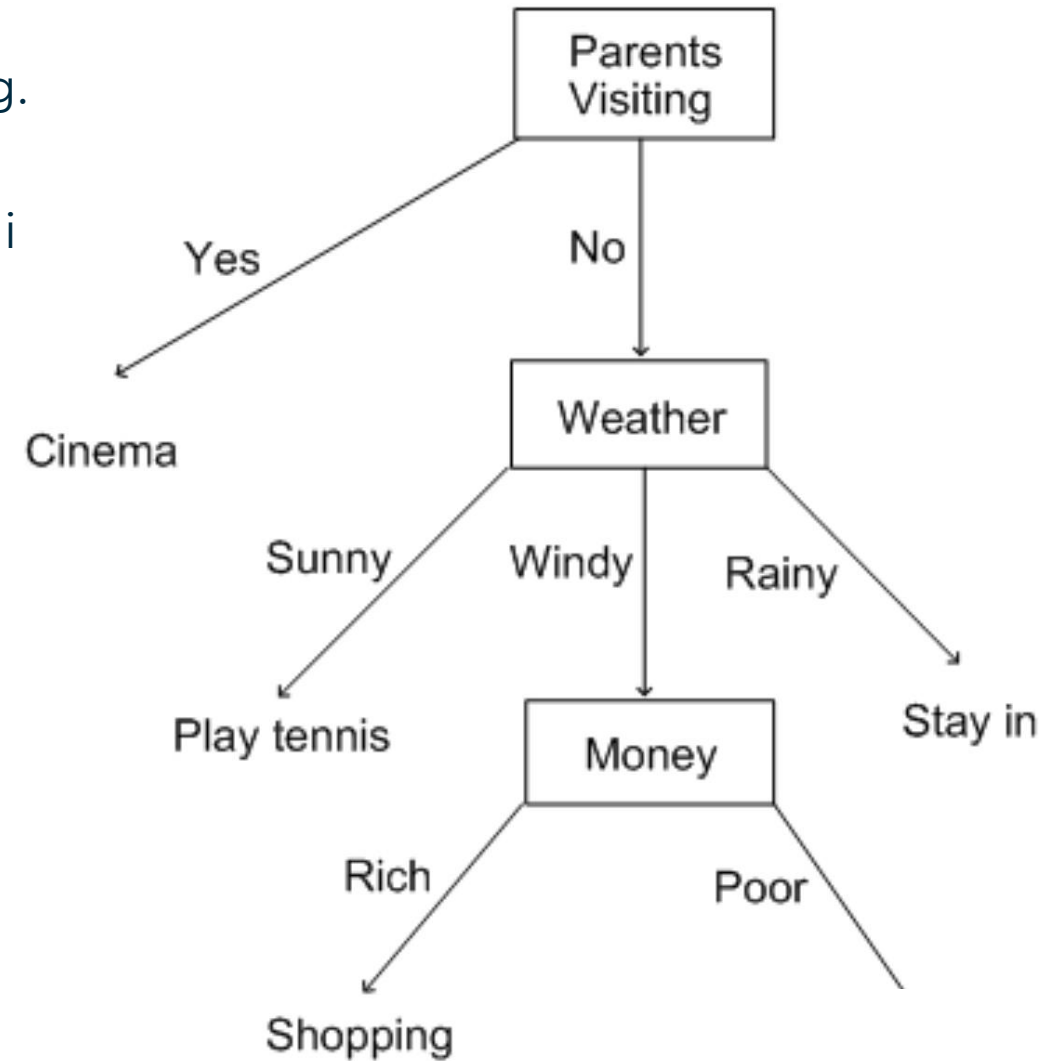 Parents
Visiting
g.
i
Yes
No
Weather
Cinema
Sunny
Windy
Rainy
Play tennis
Stay in
Money
Rich
Poor
Shopping